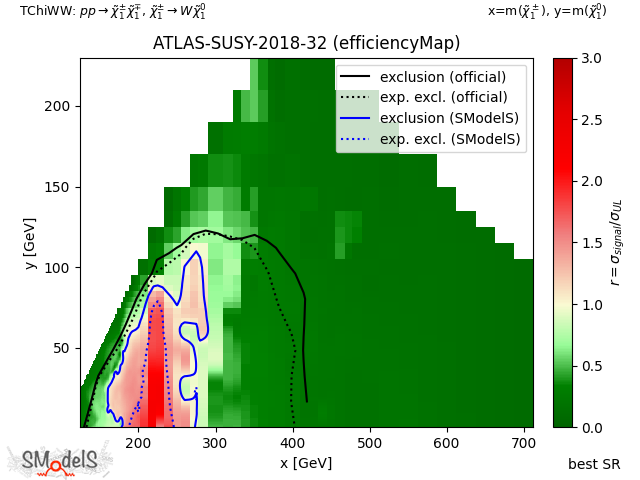 TChiWW: pp → χ̃₁^± χ̃₁^∓, χ̃₁^± → Wχ̃₁⁰
x=m(χ̃₁^±), y=m(χ̃₁⁰)
ATLAS-SUSY-2018-32 (efficiencyMap)
exclusion (official)
exp. excl. (official)
exclusion (SModelS)
exp. excl. (SModelS)
200
150
100
50
y [GeV]
200 300 400 500 600 700
x [GeV]
3.0
2.5
2.0
1.5
1.0
0.5
0.0
r = σ_signal/σ_UL
best SR
SModelS